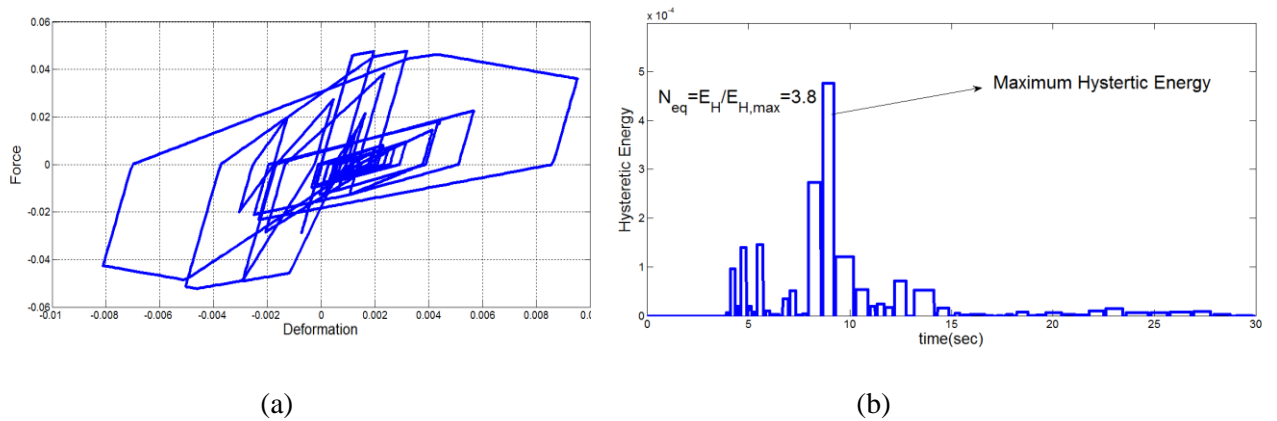 0.06
0.04
0.02
0
-0.02
-0.04
-0.06
Force
-0.01 -0.008 -0.006 -0.004 -0.002 0 0.002 0.004 0.006 0.008 0.0
Deformation
(a)
x 10⁻⁴
5
4
3
2
1
0
Hysteretic Energy
N_eq=E_H/E_H,max=3.8
Maximum Hystertic Energy
0 5 10 15 20 25 30
time(sec)
(b)